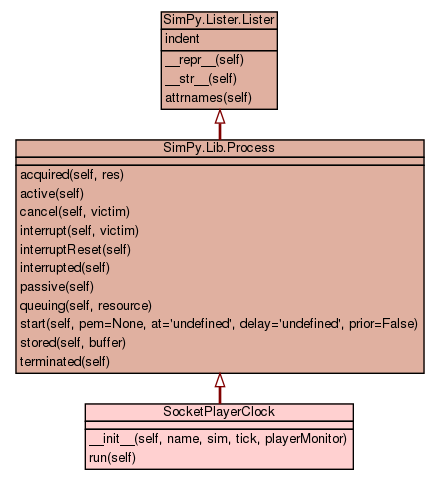 SimPy.Lister.Lister
indent
__repr__(self)
__str__(self)
attrnames(self)
SimPy.Lib.Process
acquired(self, res)
active(self)
cancel(self, victim)
interrupt(self, victim)
interruptReset(self)
interrupted(self)
passive(self)
queuing(self, resource)
start(self, pem=None, at='undefined', delay='undefined', prior=False)
stored(self, buffer)
terminated(self)
SocketPlayerClock
__init__(self, name, sim, tick, playerMonitor)
run(self)